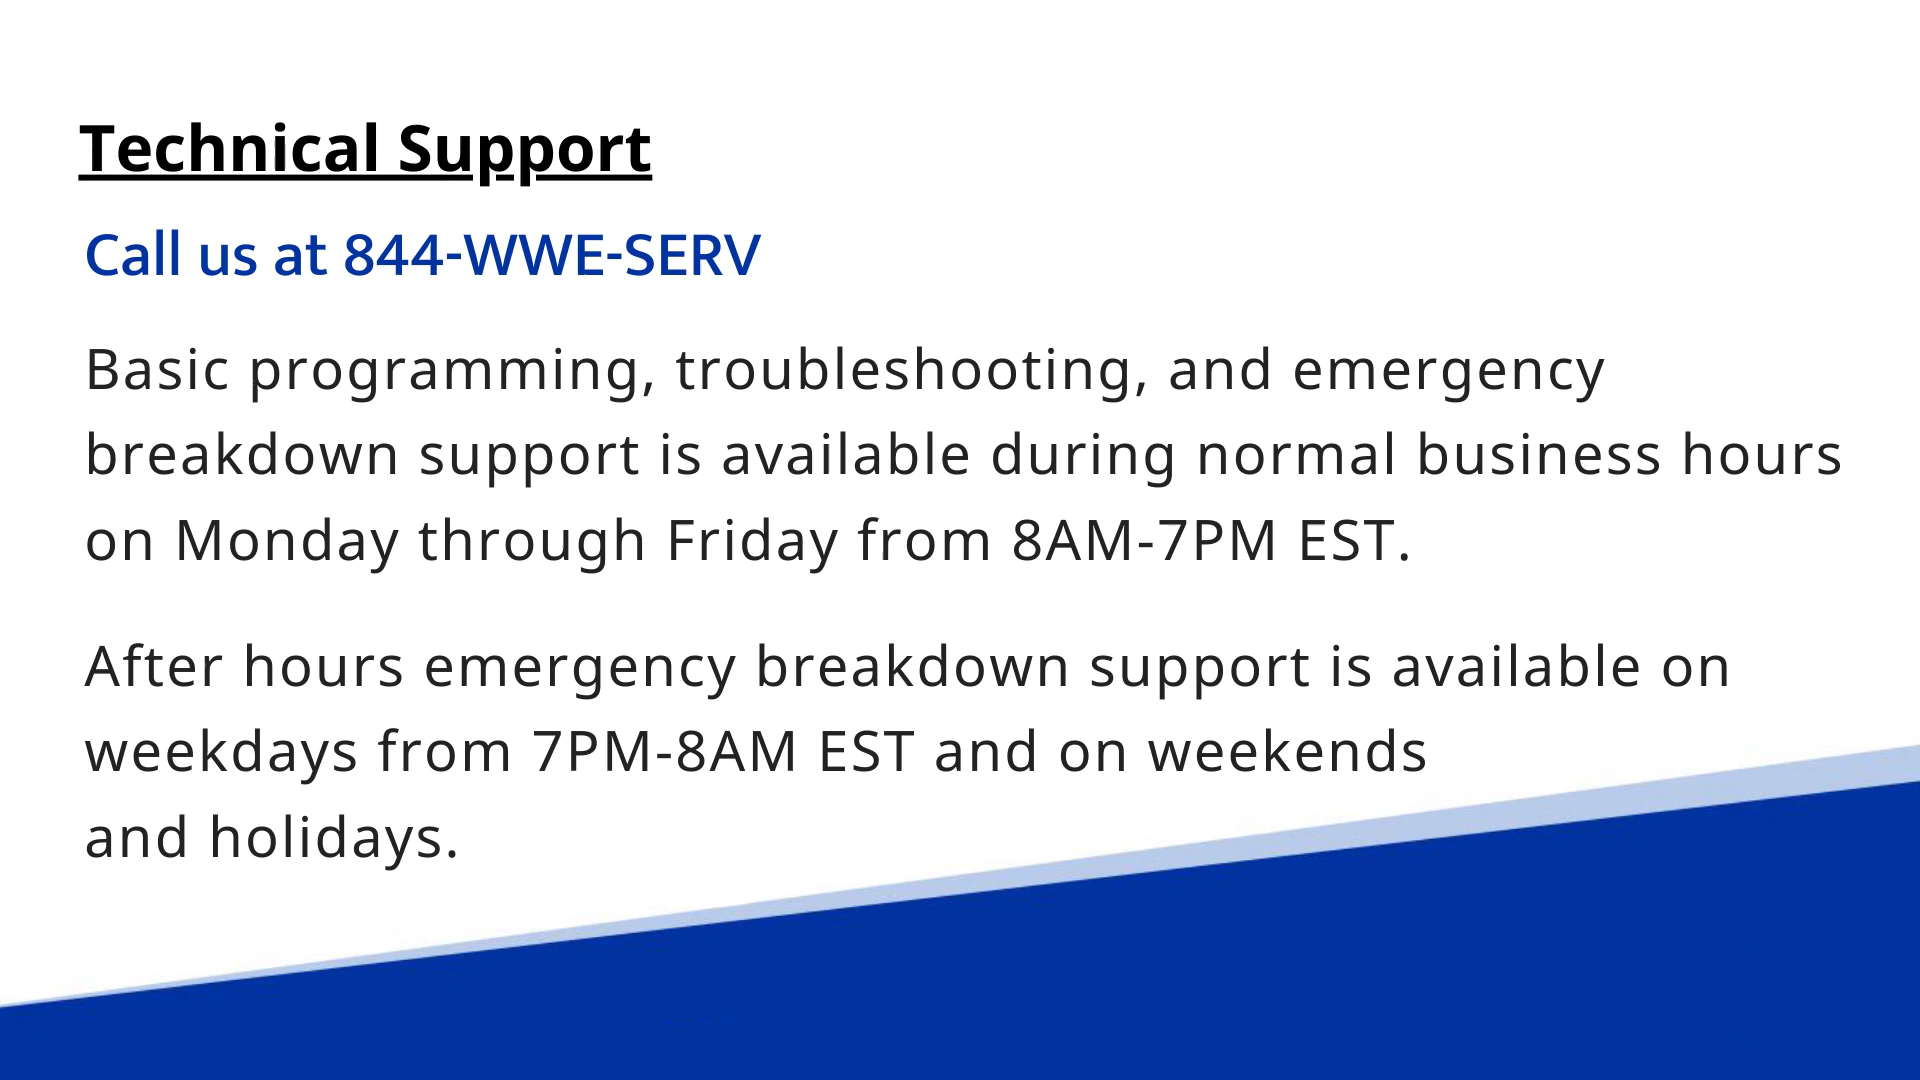 Technical Support
Call us at 844-WWE-SERV
Basic programming, troubleshooting, and emergency
breakdown support is available during normal business hours
on Monday through Friday from 8AM-7PM EST.
After hours emergency breakdown support is available on
weekdays from 7PM-8AM EST and on weekends
and holidays.